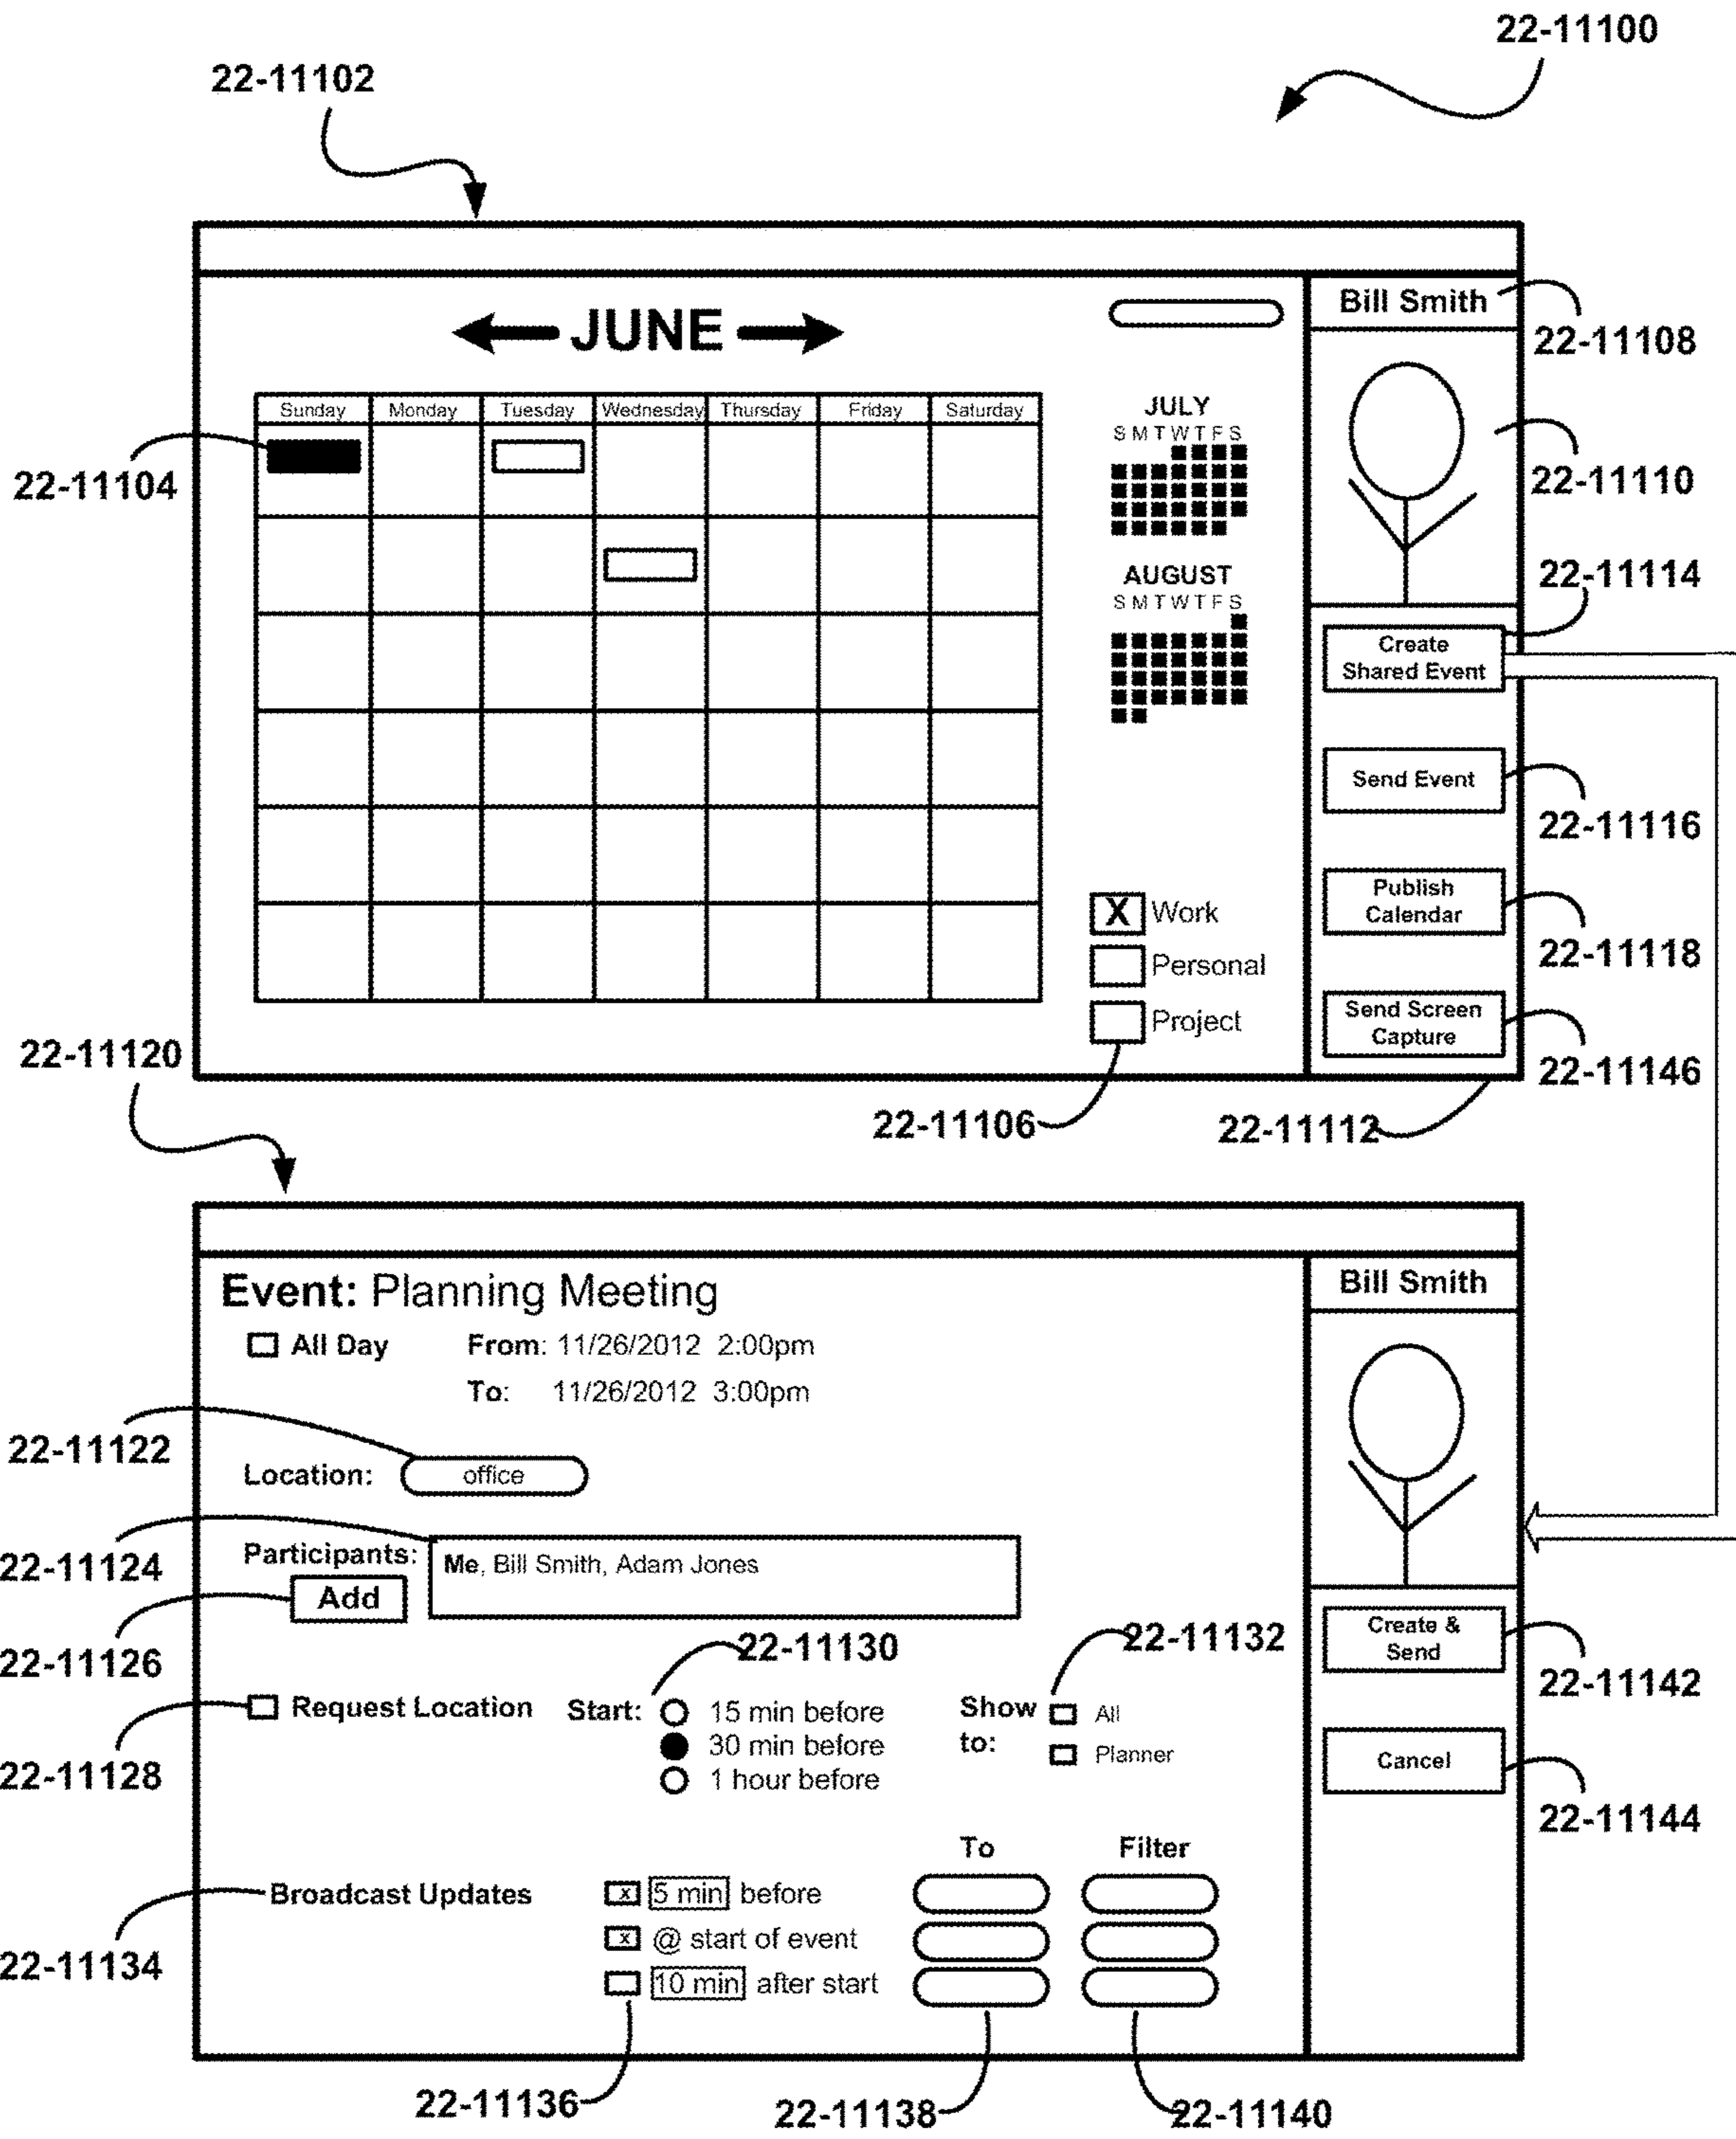 22-11100
22-11102
Bill Smith
22-11108
JUNE
Sunday Monday Tuesday Wednesday Thursday Friday Saturday
22-11104
JULY
S M T W T F S
22-11110
AUGUST
S M T W T F S
22-11114
Create
Shared Event
Send Event
22-11116
Publish
Calendar
22-11118
X Work
Personal
Project
Send Screen
Capture
22-11146
22-11120
22-11106
22-11112
Event: Planning Meeting
Bill Smith
All Day From: 11/26/2012 2:00pm
To: 11/26/2012 3:00pm
22-11122
Location: office
22-11124
Participants: Me, Bill Smith, Adam Jones
Add
22-11126
22-11130
22-11132
Create &
Send
22-11142
Request Location Start: 15 min before
30 min before
1 hour before
Show
to:
All
Planner
22-11128
Cancel
22-11144
To Filter
Broadcast Updates x 5 min before
x @ start of event
10 min after start
22-11134
22-11136
22-11138
22-11140